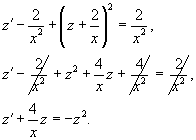 z′ − 2/x² + (z + 2/x)² = 2/x²,
z′ − 2/x² + z² + 4/x z + 4/x² = 2/x²,
z′ + 4/x z = −z².